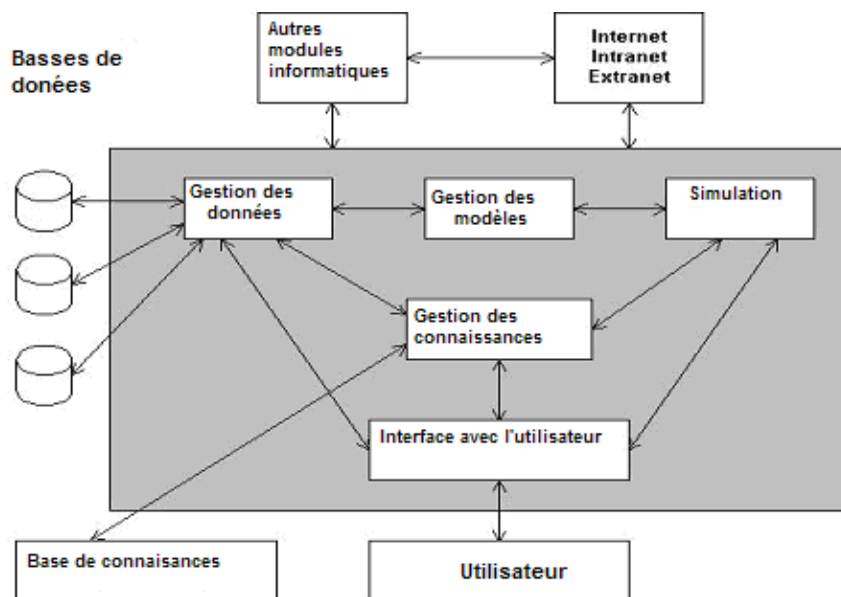 Basses de
donées
Autres
modules
informatiques
Internet
Intranet
Extranet
Gestion des
données
Gestion des
modèles
Simulation
Gestion des
connaissances
Interface avec l'utilisateur
Base de connaisances
Utilisateur